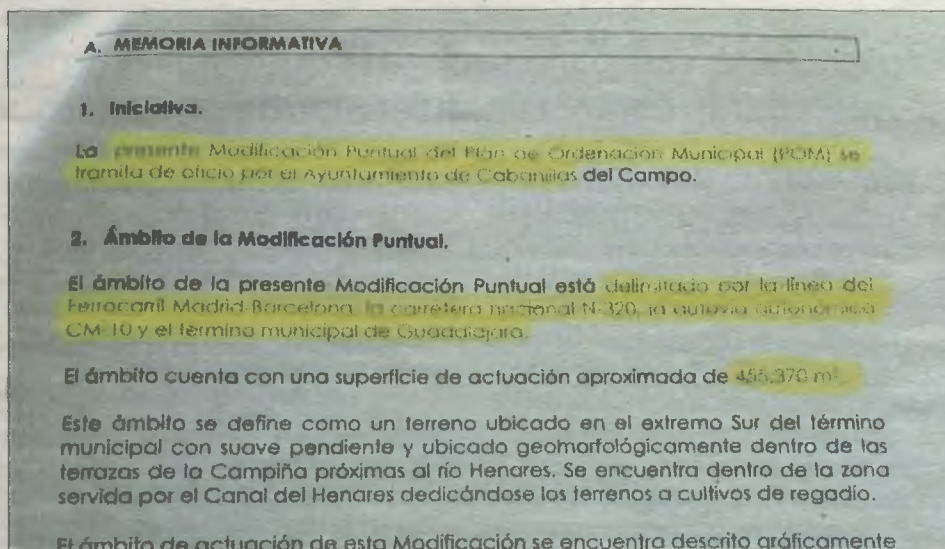 A. MEMORIA INFORMATIVA
1. Iniciativa.
La presente Modificación Puntual del Plan de Ordenación Municipal (POM) se
tramita de oficio por el Ayuntamiento de Cabanillas del Campo.
2. Ámbito de la Modificación Puntual.
El ámbito de la presente Modificación Puntual está delimitado por la línea del
Ferrocarril Madrid-Barcelona, la carretera nacional N-320, la autovía autonómica
CM-10 y el término municipal de Guadalajara.
El ámbito cuenta con una superficie de actuación aproximada de 455.370 m².
Este ámbito se define como un terreno ubicado en el extremo Sur del término
municipal con suave pendiente y ubicado geomorfológicamente dentro de las
terrazas de la Campiña próximas al río Henares. Se encuentra dentro de la zona
servida por el Canal del Henares dedicándose los terrenos a cultivos de regadío.
El ámbito de actuación de esta Modificación se encuentra descrito gráficamente